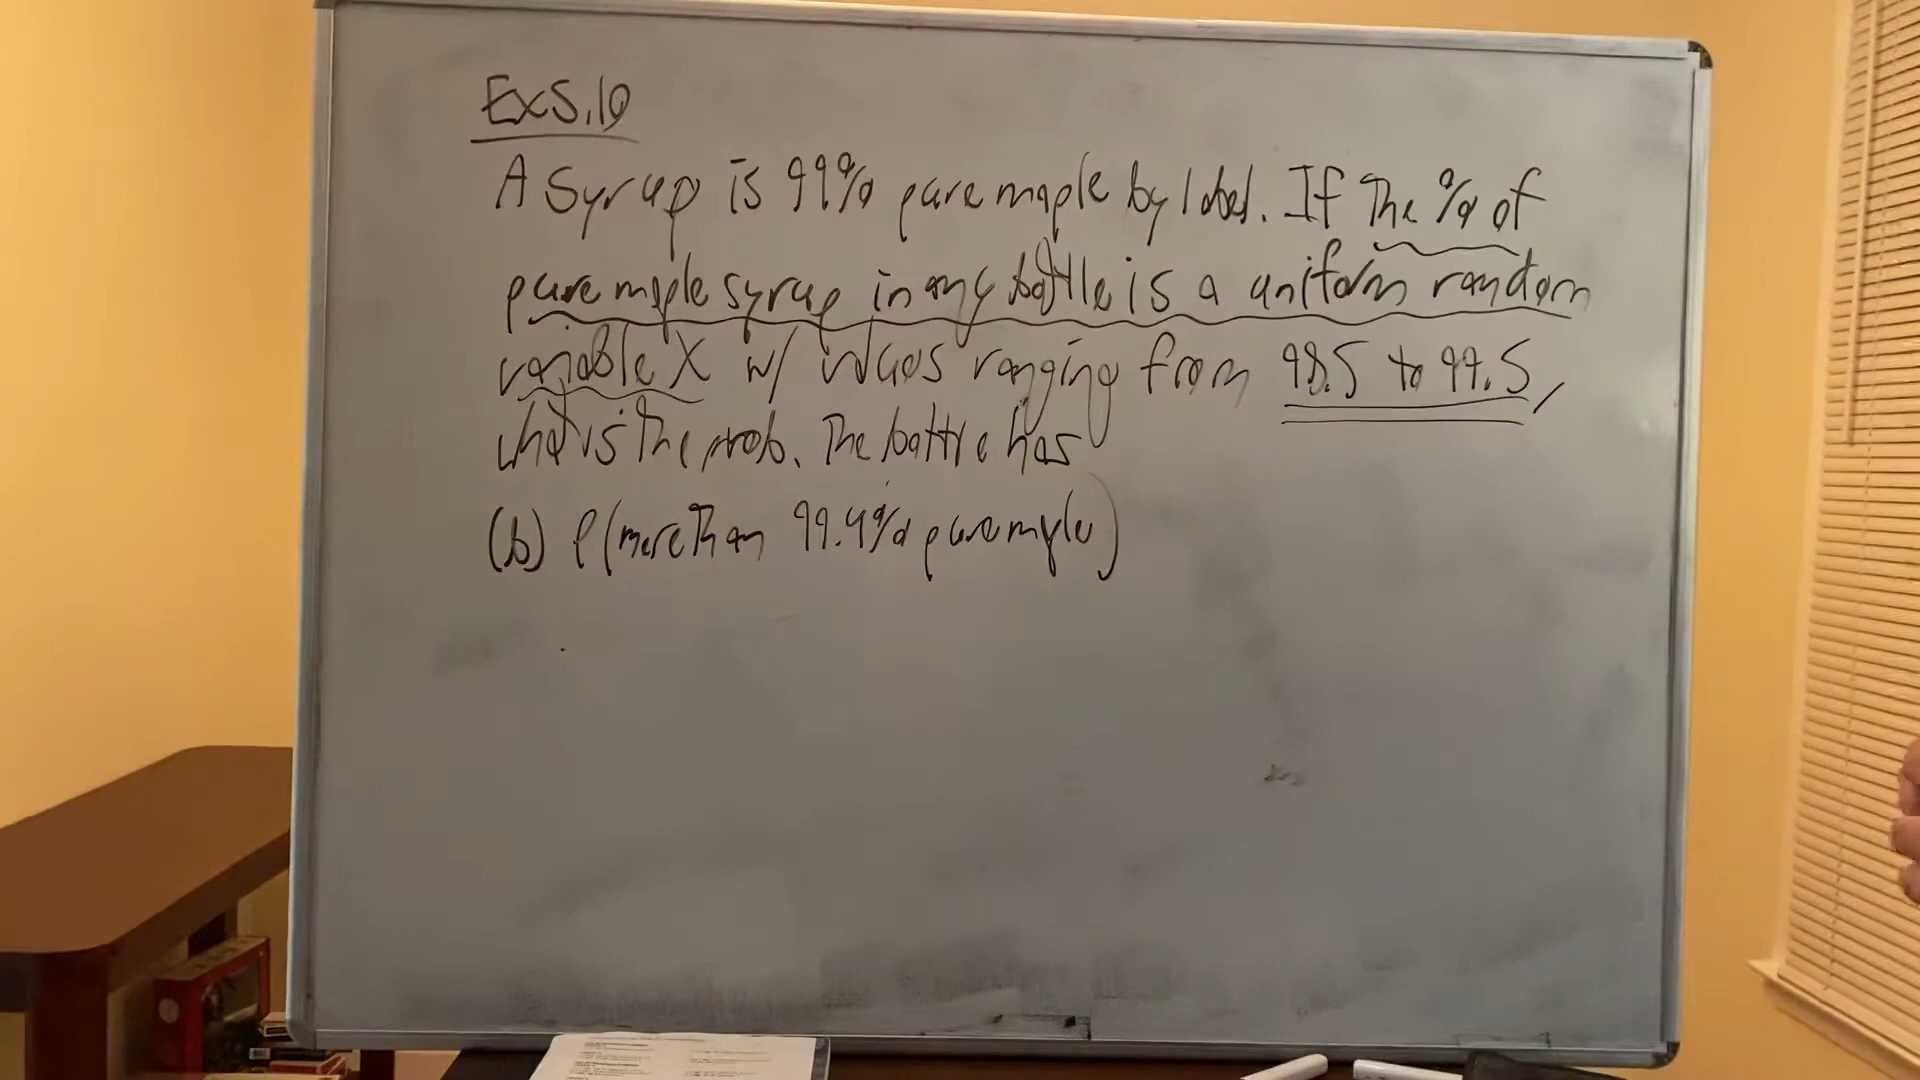 Ex 5.10
A syrup is 99% pure maple by label. If the % of
pure maple syrup in any bottle is a uniform random
variable X w/ values ranging from 98.5 to 99.5,
what is the prob. the bottle has
(b) P(more than 99.4% pure maple)